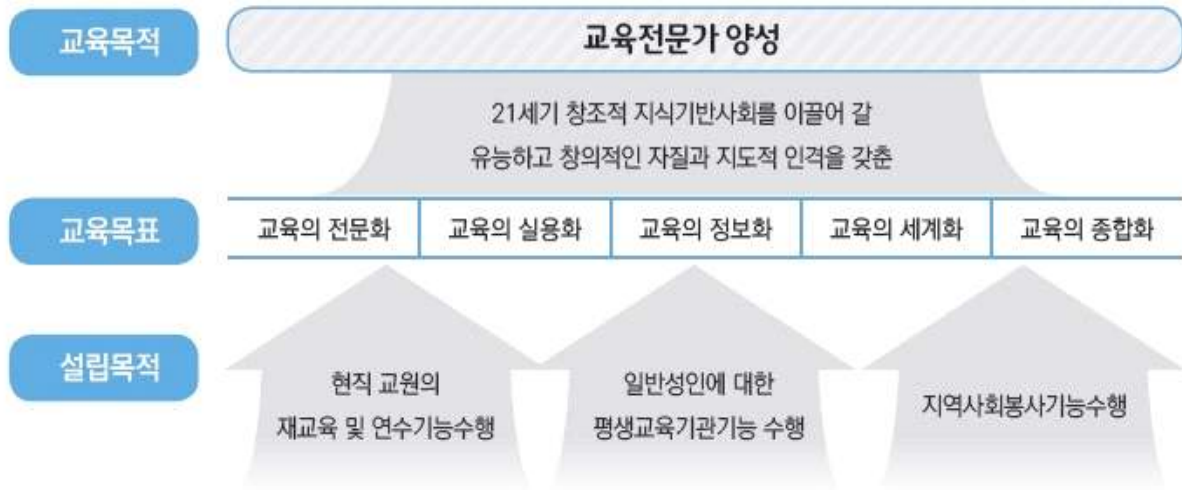 교육목적
교육전문가 양성
21세기 창조적 지식기반사회를 이끌어 갈
유능하고 창의적인 자질과 지도적 인격을 갖춘
교육목표
교육의 전문화
교육의 실용화
교육의 정보화
교육의 세계화
교육의 종합화
설립목적
현직 교원의
재교육 및 연수기능수행
일반성인에 대한
평생교육기관기능 수행
지역사회봉사기능수행